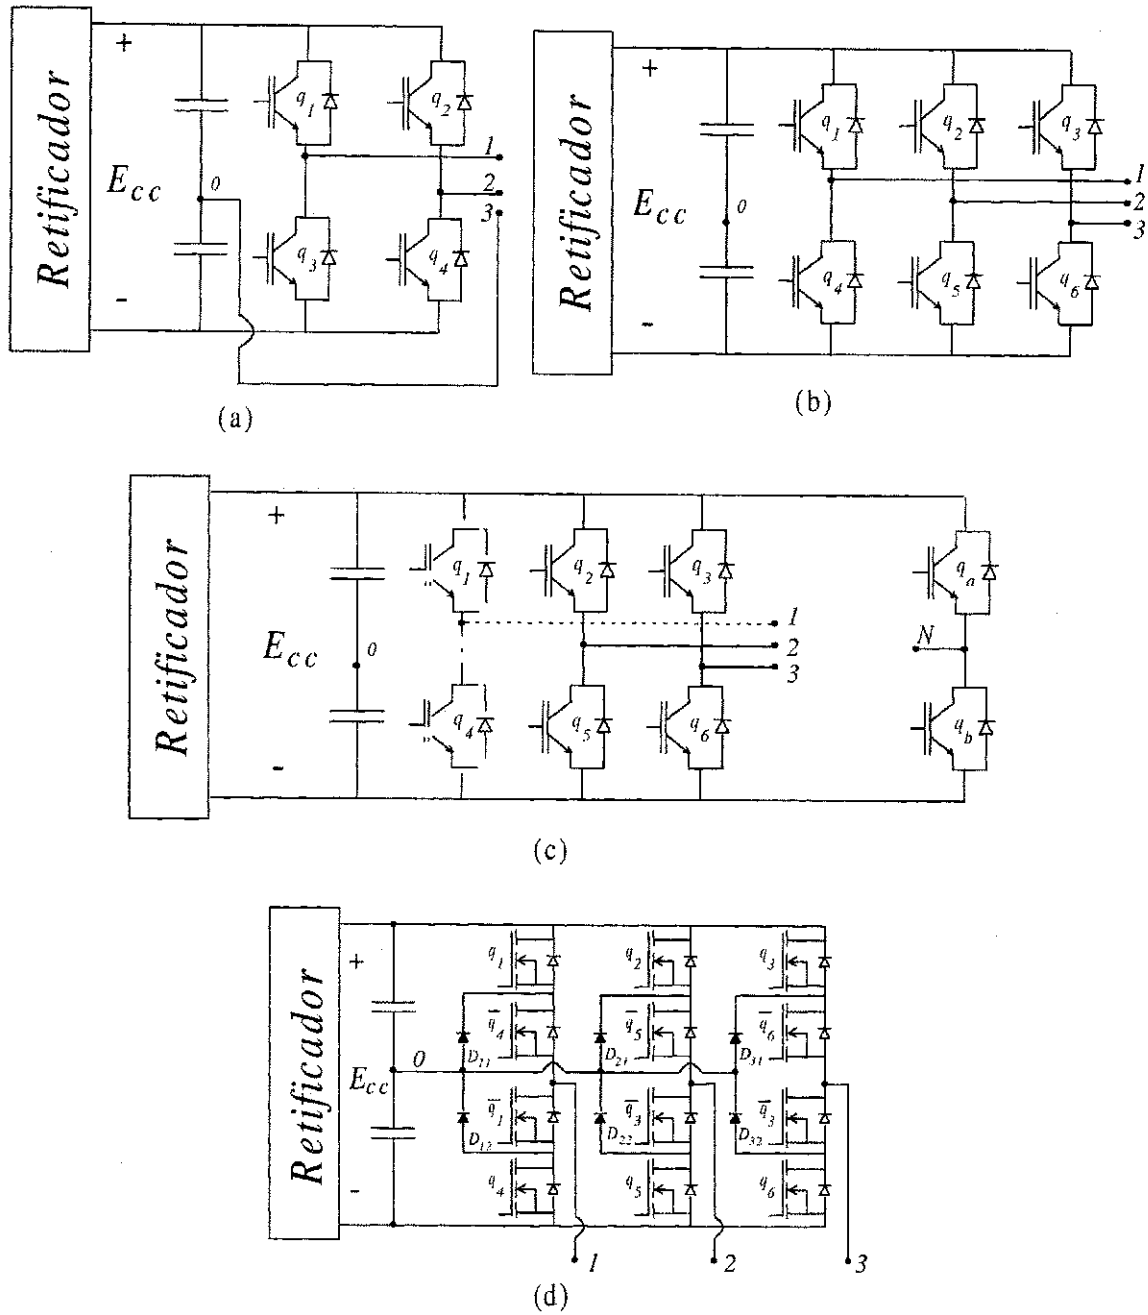 Retificador
+
E_cc
0
-
q_1
q_2
q_3
q_4
1
2
3
(a)
Retificador
+
E_cc
0
-
q_1
q_2
q_3
q_4
q_5
q_6
1
2
3
(b)
Retificador
+
E_cc
0
-
q_1
q_2
q_3
q_a
q_4
q_5
q_6
q_b
1
2
3
N
(c)
Retificador
+
E_cc
0
-
q_1
q_2
q_3
q̄_4
q̄_5
q̄_6
D_11
D_21
D_31
q̄_1
q̄_3
q̄_3
D_12
D_22
D_32
q_4
q_5
q_6
1
2
3
(d)